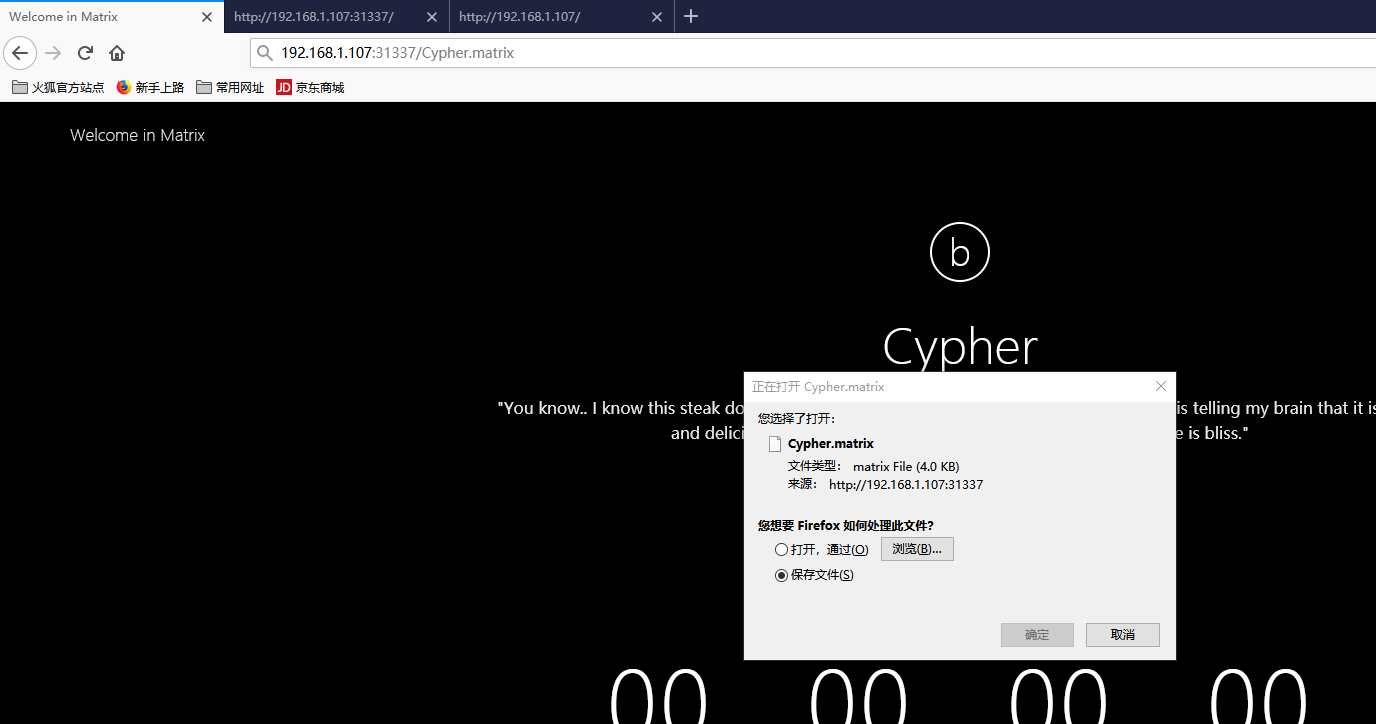 Welcome in Matrix
http://192.168.1.107:31337/
http://192.168.1.107/
192.168.1.107:31337/Cypher.matrix
火狐官方站点 新手上路 常用网址 JD 京东商城
Welcome in Matrix
b
Cypher
"You know.. I know this steak do
is telling my brain that it is
and delici
e is bliss."
正在打开 Cypher.matrix
您选择了打开:
Cypher.matrix
文件类型: matrix File (4.0 KB)
来源: http://192.168.1.107:31337
您想要 Firefox 如何处理此文件?
打开，通过(O) 浏览(B)...
保存文件(S)
确定 取消
00 00 00 00